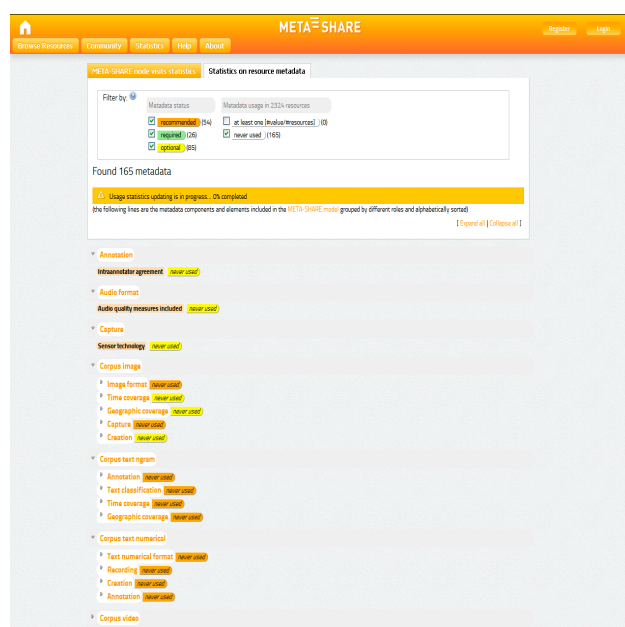 META SHARE
Register Login
Browse Resources Community Statistics Help About
META-SHARE node visits statistics Statistics on resource metadata
Filter by: Metadata status Metadata usage in 2324 resources
recommended (54) at least one [#value/#resources] (0)
required (26) never used (165)
optional (85)
Found 165 metadata
Usage statistics updating is in progress... 0% completed
(the following lines are the metadata components and elements included in the META-SHARE model grouped by different roles and alphabetically sorted)
[ Expand all | Collapse all ]
Annotation
Intraannotator agreement never used
Audio format
Audio quality measures included never used
Capture
Sensor technology never used
Corpus image
Image format never used
Time coverage never used
Geographic coverage never used
Capture never used
Creation never used
Corpus text ngram
Annotation never used
Text classification never used
Time coverage never used
Geographic coverage never used
Corpus text numerical
Text numerical format never used
Recording never used
Creation never used
Annotation never used
Corpus video